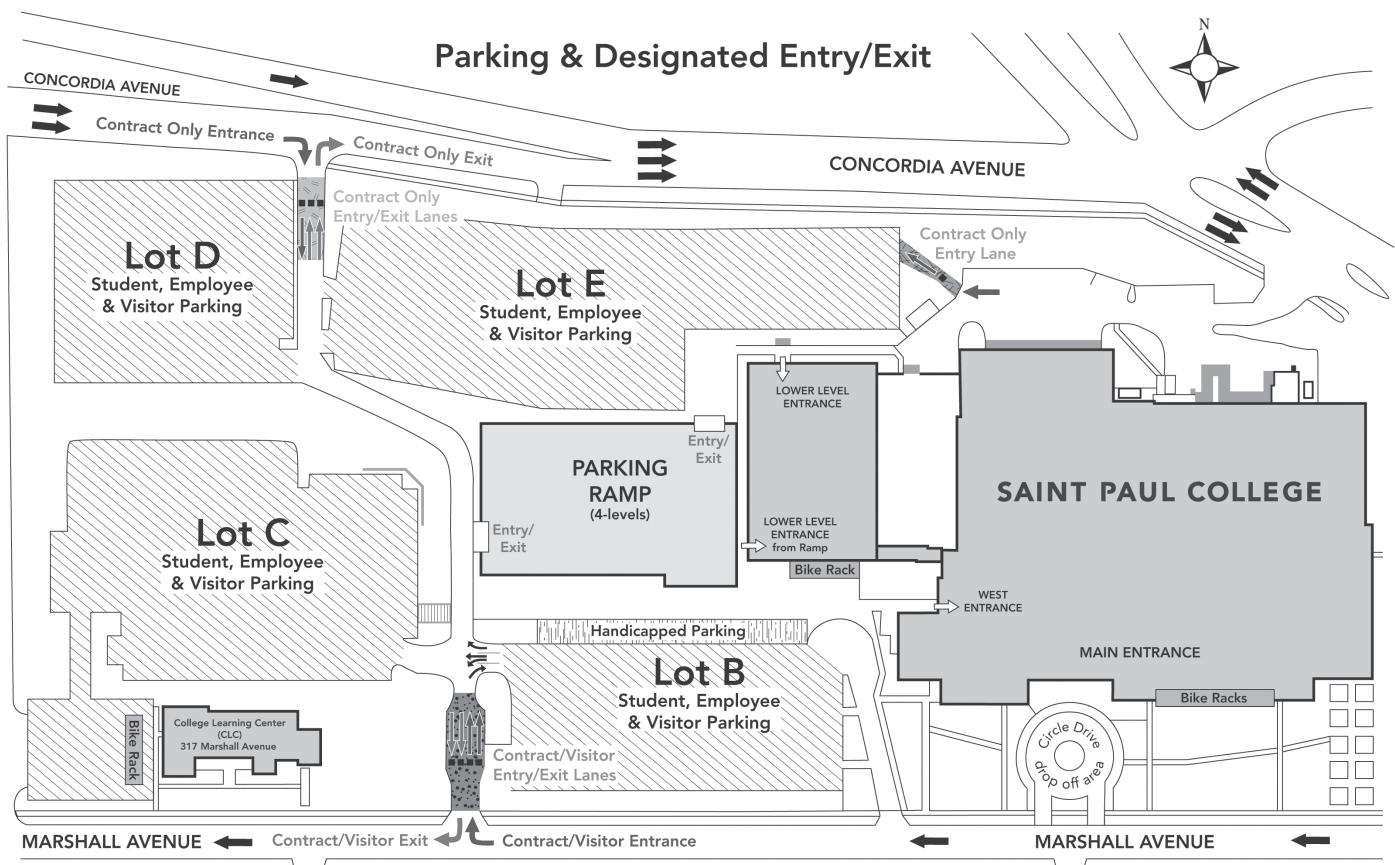 N
Parking & Designated Entry/Exit
CONCORDIA AVENUE
Contract Only Entrance
Contract Only Exit
CONCORDIA AVENUE
Contract Only
Entry/Exit Lanes
Contract Only
Entry Lane
Lot D
Student, Employee
& Visitor Parking
Lot E
Student, Employee
& Visitor Parking
LOWER LEVEL
ENTRANCE
Entry/
Exit
PARKING
RAMP
(4-levels)
SAINT PAUL COLLEGE
Lot C
Student, Employee
& Visitor Parking
Entry/
Exit
LOWER LEVEL
ENTRANCE
from Ramp
Bike Rack
WEST
ENTRANCE
Handicapped Parking
MAIN ENTRANCE
Lot B
Student, Employee
& Visitor Parking
Bike Racks
Bike Rack
College Learning Center
(CLC)
317 Marshall Avenue
Contract/Visitor
Entry/Exit Lanes
Circle Drive
drop off area
MARSHALL AVENUE
Contract/Visitor Exit
Contract/Visitor Entrance
MARSHALL AVENUE